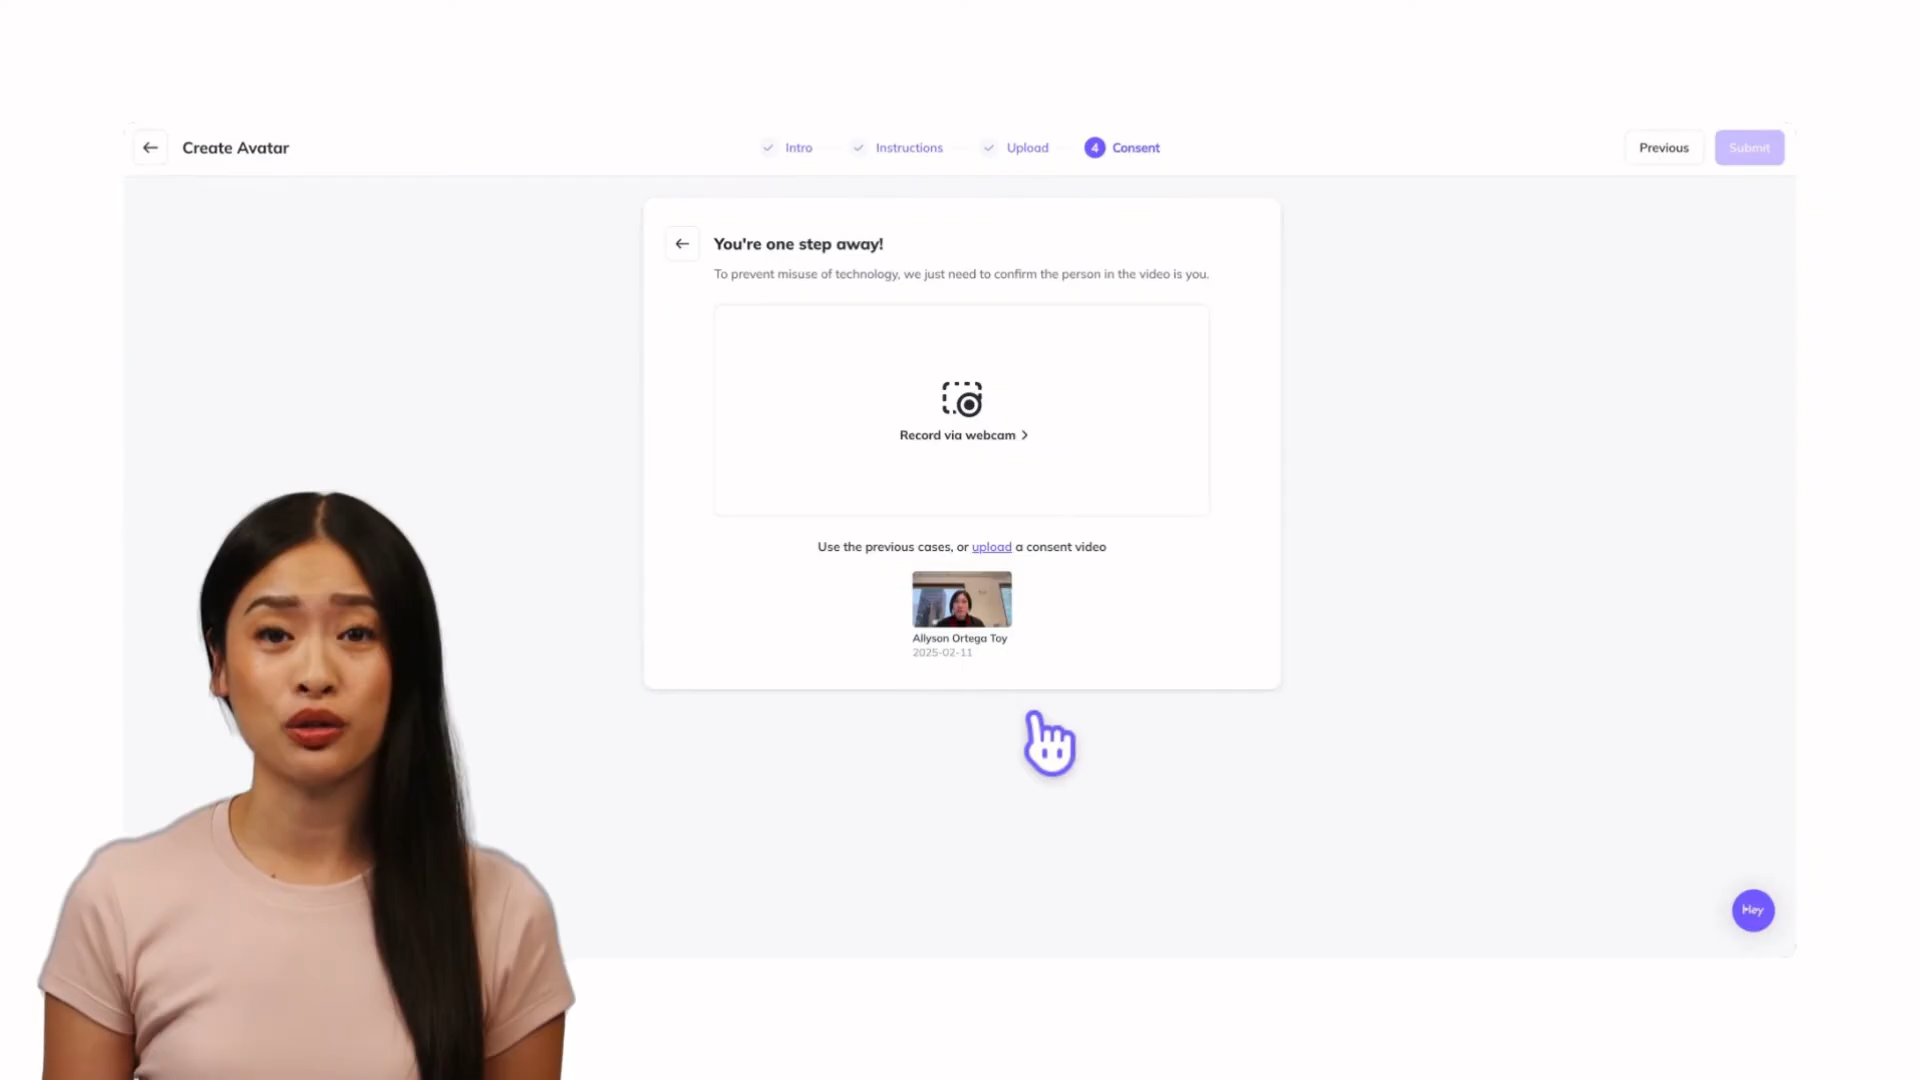 Create Avatar
Intro
Instructions
Upload
4 Consent
Previous
Submit
You're one step away!
To prevent misuse of technology, we just need to confirm the person in the video is you.
Record via webcam
Use the previous cases, or upload a consent video
Allyson Ortega Toy
2025-02-11
Hey